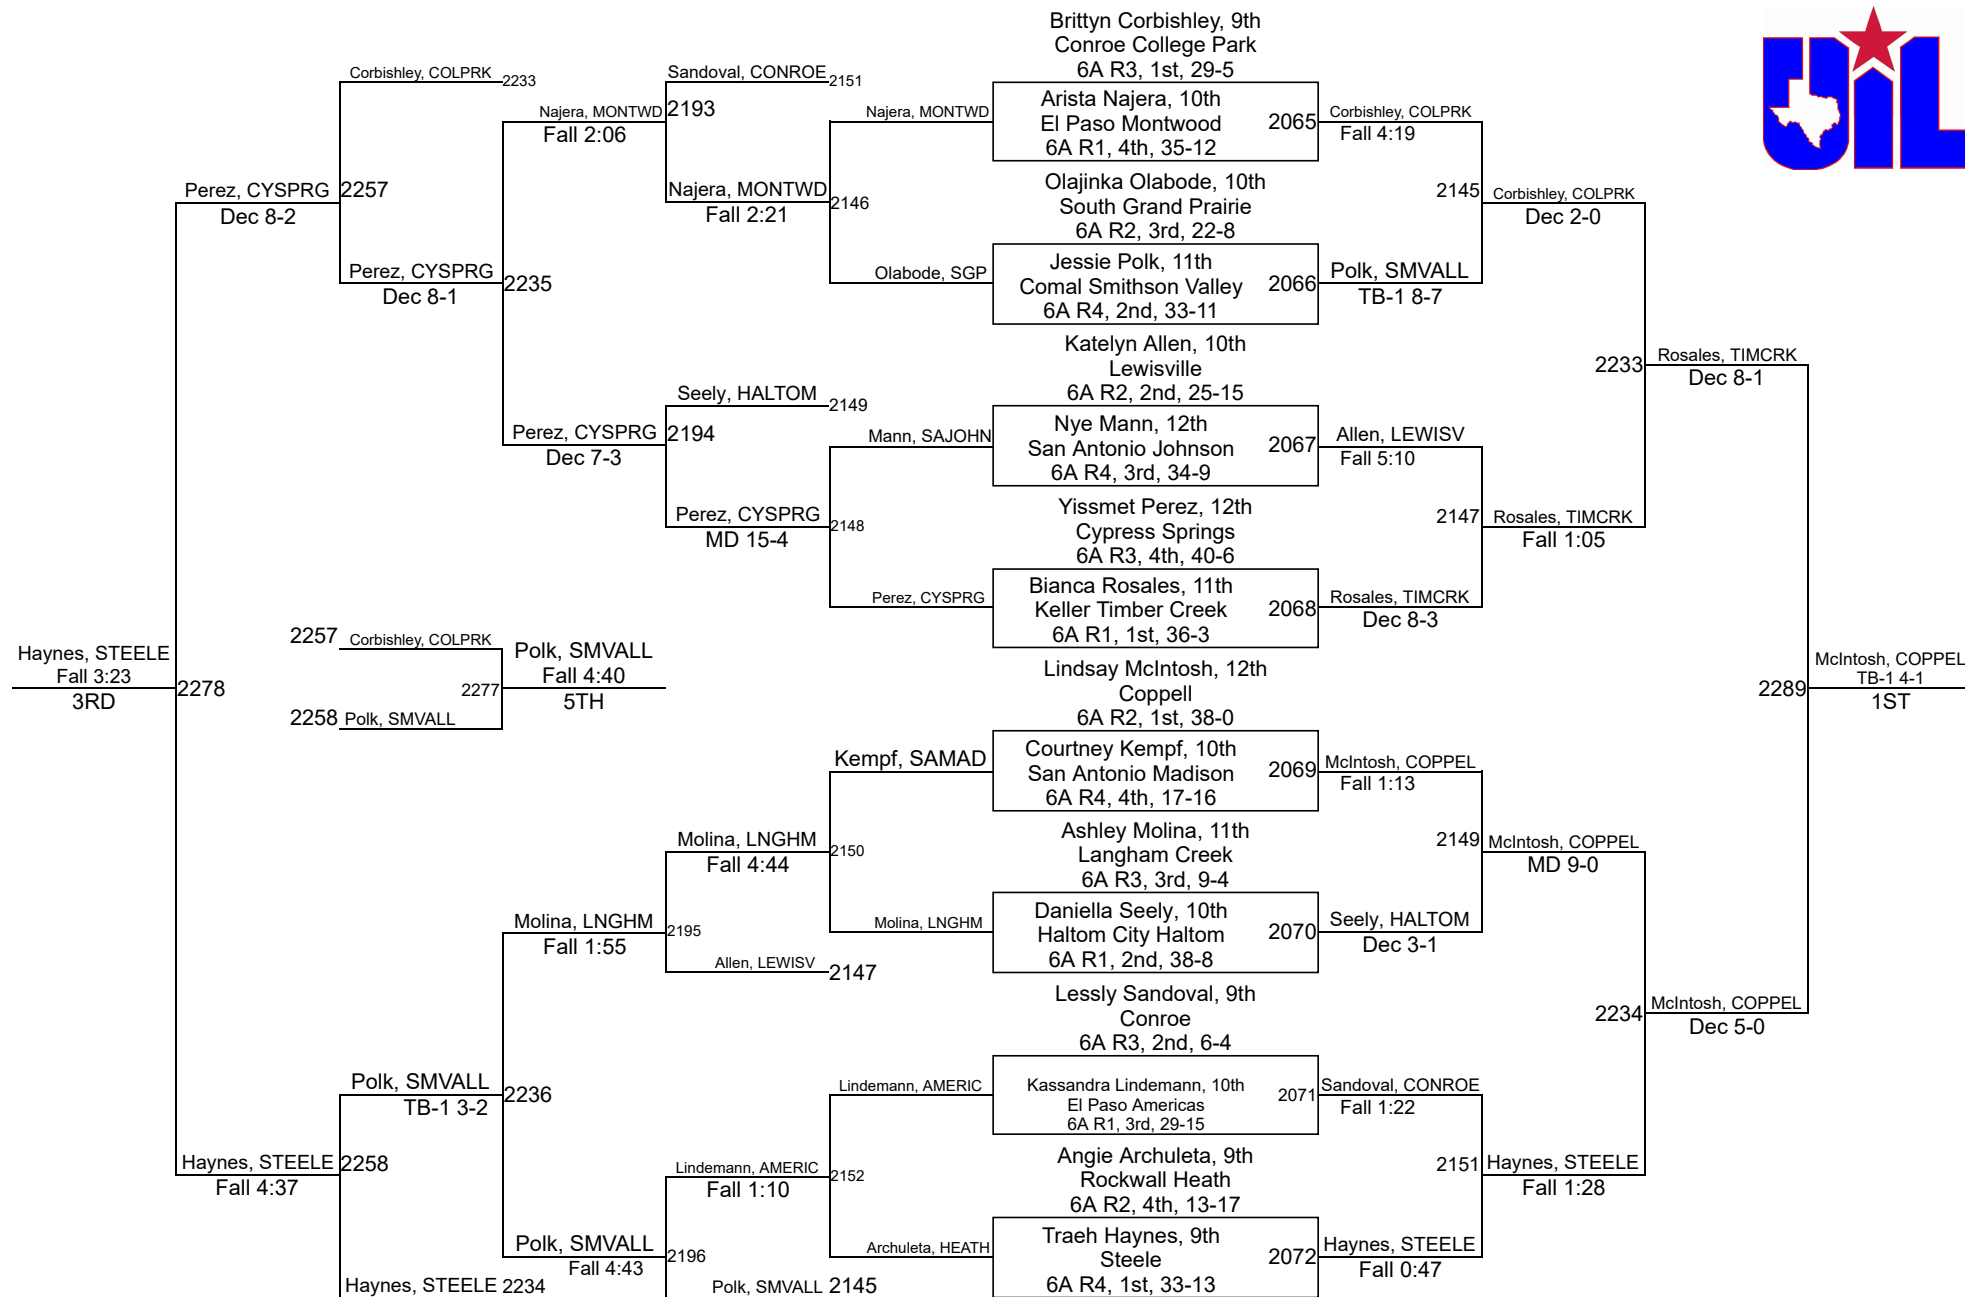 Brittyn Corbishley, 9th
Conroe College Park
6A R3, 1st, 29-5
UIL
Corbishley, COLPRK 2233
Sandoval, CONROE 2151
Najera, MONTWD 2193
Fall 2:06
Najera, MONTWD
Arista Najera, 10th
El Paso Montwood
6A R1, 4th, 35-12
2065
Corbishley, COLPRK
Fall 4:19
Perez, CYSPRG 2257
Dec 8-2
Najera, MONTWD 2146
Fall 2:21
Olajinka Olabode, 10th
South Grand Prairie
6A R2, 3rd, 22-8
2145
Corbishley, COLPRK
Dec 2-0
Perez, CYSPRG 2235
Dec 8-1
Olabode, SGP
Jessie Polk, 11th
Comal Smithson Valley
6A R4, 2nd, 33-11
2066
Polk, SMVALL
TB-1 8-7
Katelyn Allen, 10th
Lewisville
6A R2, 2nd, 25-15
2233
Rosales, TIMCRK
Dec 8-1
Seely, HALTOM 2149
Perez, CYSPRG 2194
Dec 7-3
Mann, SAJOHN
Nye Mann, 12th
San Antonio Johnson
6A R4, 3rd, 34-9
2067
Allen, LEWISV
Fall 5:10
Perez, CYSPRG 2148
MD 15-4
Yissmet Perez, 12th
Cypress Springs
6A R3, 4th, 40-6
2147
Rosales, TIMCRK
Fall 1:05
Perez, CYSPRG
Bianca Rosales, 11th
Keller Timber Creek
6A R1, 1st, 36-3
2068
Rosales, TIMCRK
Dec 8-3
Haynes, STEELE
Fall 3:23
3RD
2278
2257 Corbishley, COLPRK
2258 Polk, SMVALL
2277
Polk, SMVALL
Fall 4:40
5TH
Lindsay McIntosh, 12th
Coppell
6A R2, 1st, 38-0
2289
McIntosh, COPPEL
TB-1 4-1
1ST
Kempf, SAMAD
Courtney Kempf, 10th
San Antonio Madison
6A R4, 4th, 17-16
2069
McIntosh, COPPEL
Fall 1:13
Molina, LNGHM 2150
Fall 4:44
Ashley Molina, 11th
Langham Creek
6A R3, 3rd, 9-4
2149
McIntosh, COPPEL
MD 9-0
Molina, LNGHM 2195
Fall 1:55
Molina, LNGHM
Daniella Seely, 10th
Haltom City Haltom
6A R1, 2nd, 38-8
2070
Seely, HALTOM
Dec 3-1
Allen, LEWISV 2147
Lessly Sandoval, 9th
Conroe
6A R3, 2nd, 6-4
2234
McIntosh, COPPEL
Dec 5-0
Polk, SMVALL 2236
TB-1 3-2
Lindemann, AMERIC
Kassandra Lindemann, 10th
El Paso Americas
6A R1, 3rd, 29-15
2071
Sandoval, CONROE
Fall 1:22
Haynes, STEELE 2258
Fall 4:37
Lindemann, AMERIC 2152
Fall 1:10
Angie Archuleta, 9th
Rockwall Heath
6A R2, 4th, 13-17
2151
Haynes, STEELE
Fall 1:28
Polk, SMVALL 2196
Fall 4:43
Archuleta, HEATH
Traeh Haynes, 9th
Steele
6A R4, 1st, 33-13
2072
Haynes, STEELE
Fall 0:47
Haynes, STEELE 2234
Polk, SMVALL 2145